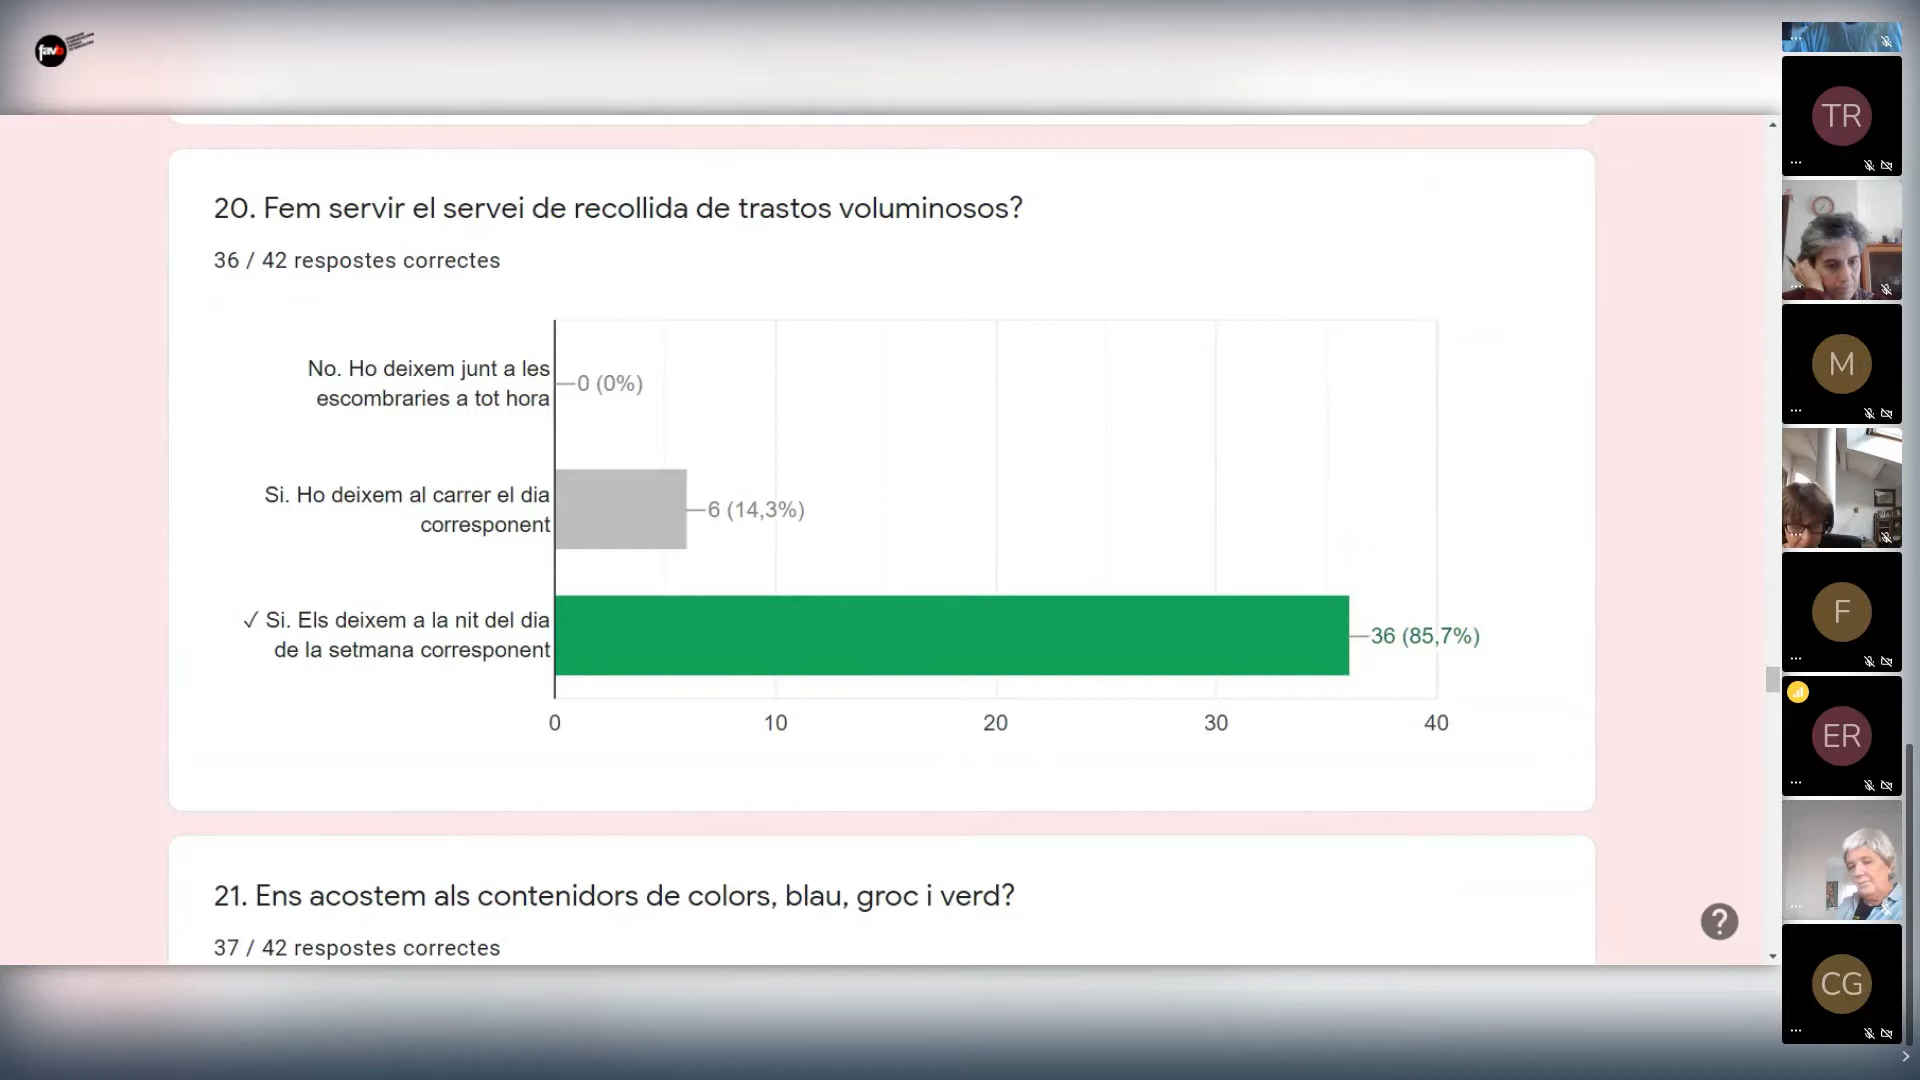 favb
20. Fem servir el servei de recollida de trastos voluminosos?
36 / 42 respostes correctes
No. Ho deixem junt a les
escombraries a tot hora
0 (0%)
Si. Ho deixem al carrer el dia
corresponent
6 (14,3%)
✓ Si. Els deixem a la nit del dia
de la setmana corresponent
36 (85,7%)
0
10
20
30
40
21. Ens acostem als contenidors de colors, blau, groc i verd?
37 / 42 respostes correctes
?
TR
M
F
ER
CG